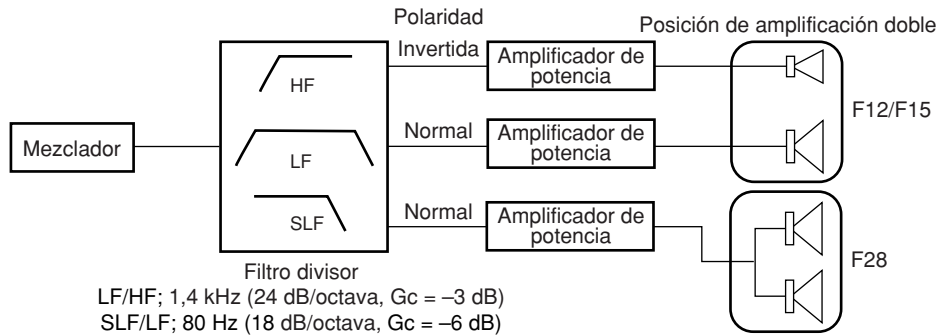 Polaridad
Posición de amplificación doble
Invertida
Amplificador de
potencia
HF
F12/F15
Mezclador
Normal
Amplificador de
potencia
LF
Normal
Amplificador de
potencia
SLF
F28
Filtro divisor
LF/HF; 1,4 kHz (24 dB/octava, Gc = –3 dB)
SLF/LF; 80 Hz (18 dB/octava, Gc = –6 dB)